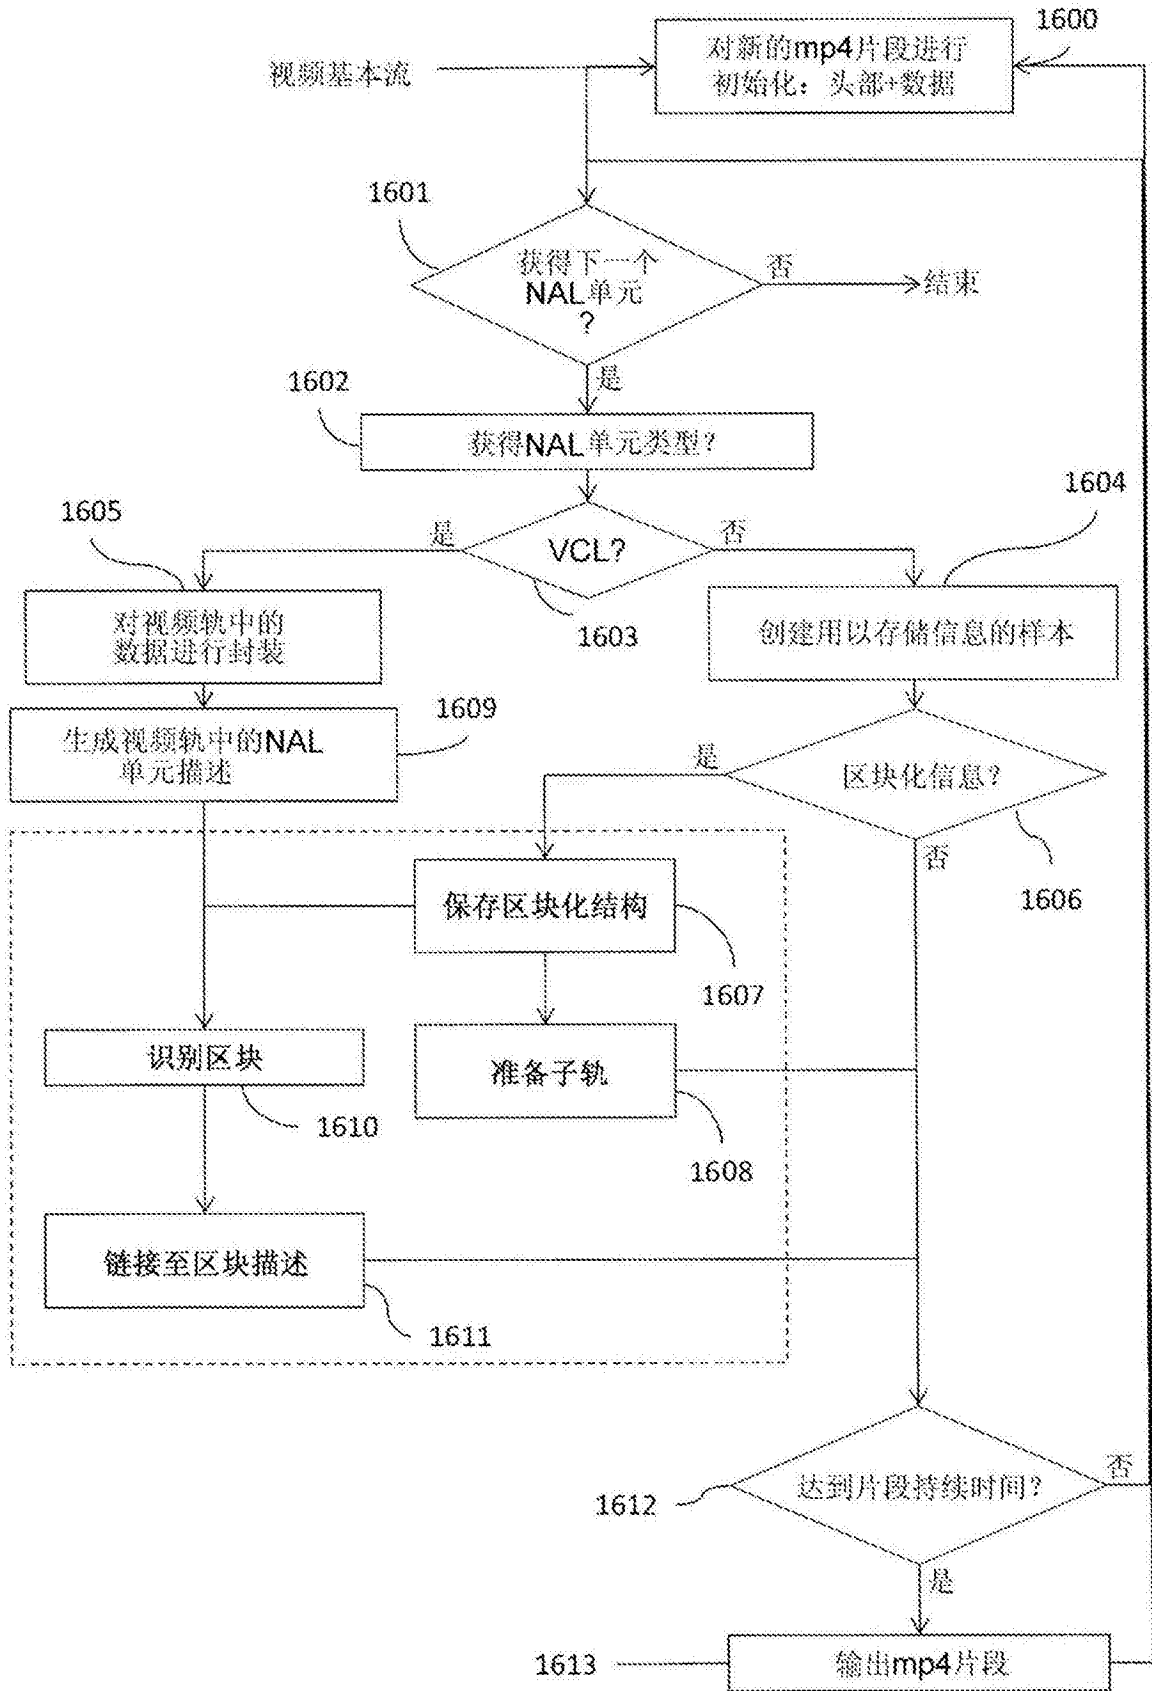 1600
对新的mp4片段进行
初始化：头部+数据
视频基本流
1601
获得下一个
NAL单元
?
否
结束
是
1602
获得NAL单元类型?
1605
是
VCL?
否
1604
1603
对视频轨中的
数据进行封装
创建用以存储信息的样本
1609
生成视频轨中的NAL
单元描述
是
区块化信息?
否
1606
保存区块化结构
1607
识别区块
1610
准备子轨
1608
链接至区块描述
1611
达到片段持续时间?
否
1612
是
1613
输出mp4片段